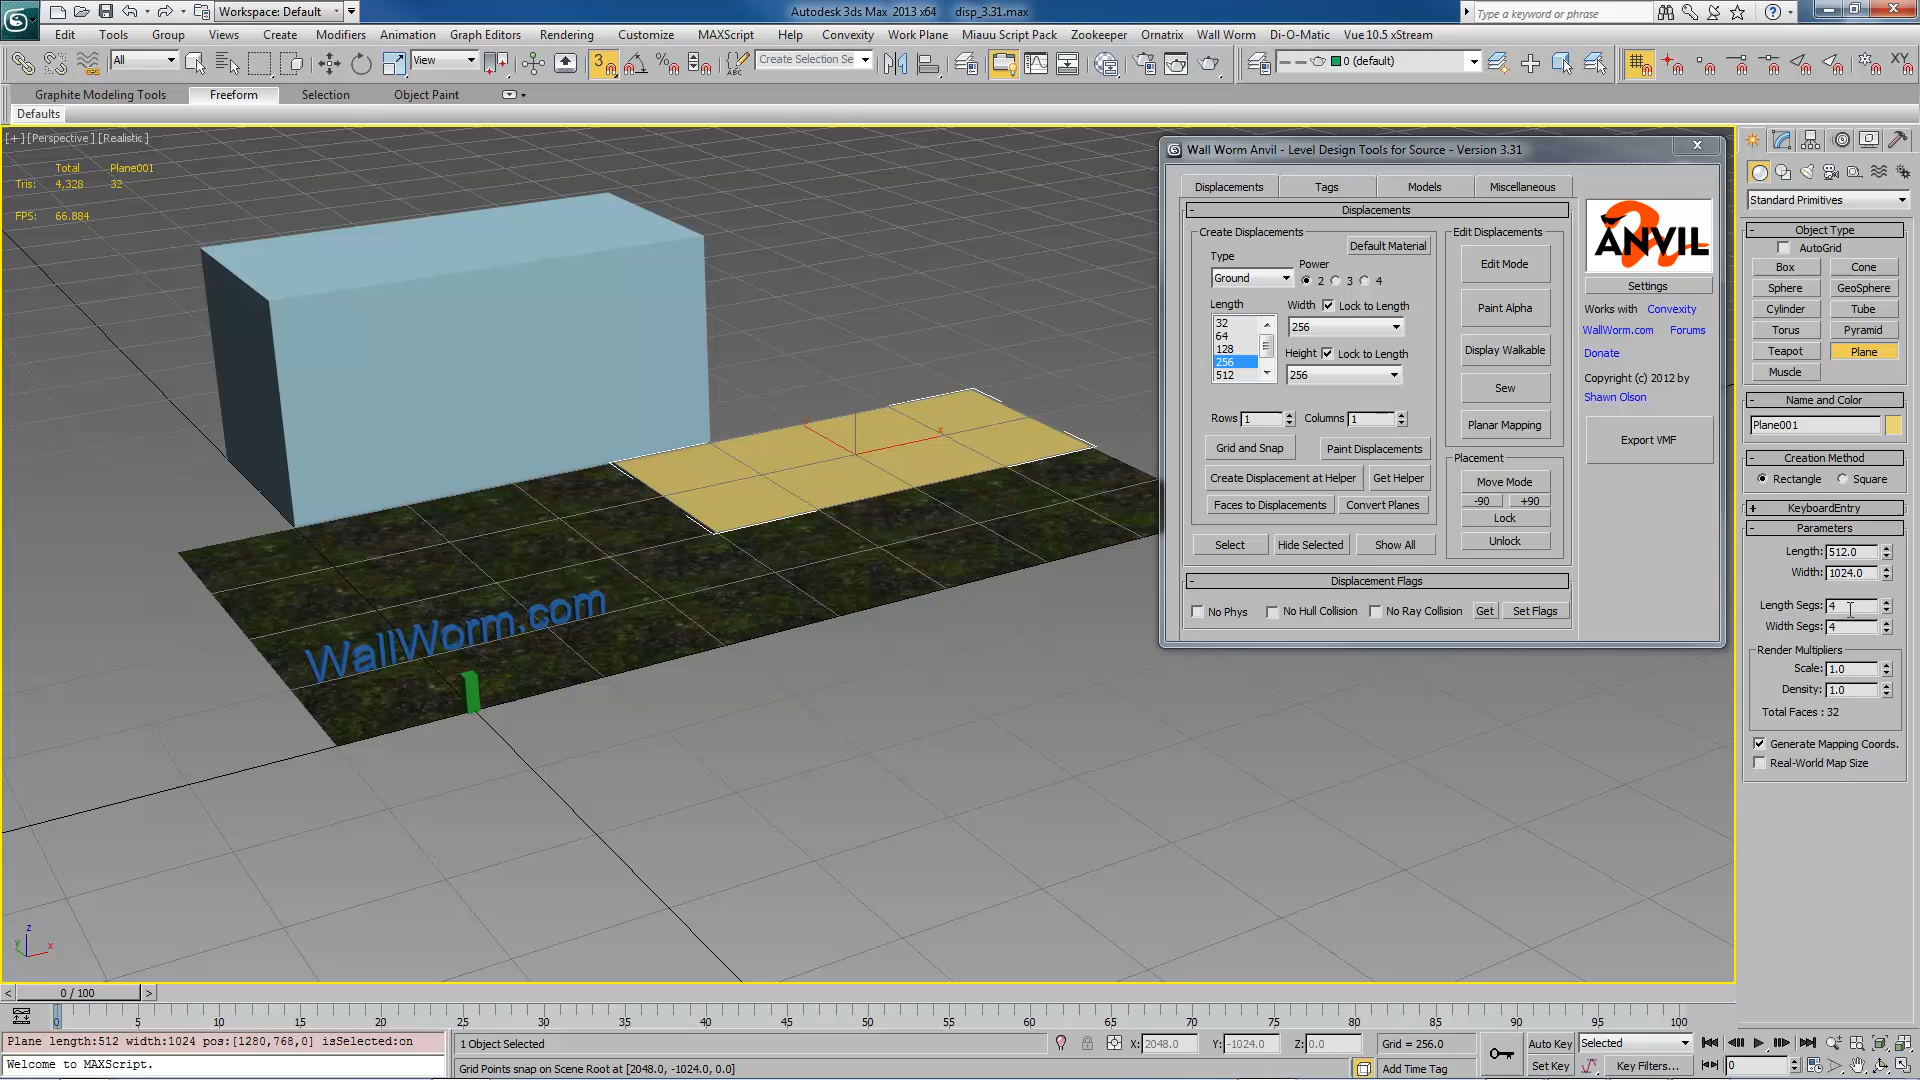 Workspace: Default
Autodesk 3ds Max 2013 x64 disp_3.31.max
Type a keyword or phrase
Edit Tools Group Views Create Modifiers Animation Graph Editors Rendering Customize MAXScript Help Convexity Work Plane Miauu Script Pack Zookeeper Ornatrix Wall Worm Di-O-Matic Vue 10.5 xStream
All View 3 Create Selection Se 0 (default) XY
Graphite Modeling Tools Freeform Selection Object Paint
Defaults
[+] [Perspective] [Realistic]
Total Plane001
Tris: 4,328 32
FPS: 66.884
WallWorm.com
x
Wall Worm Anvil - Level Design Tools for Source - Version 3.31
Displacements Tags Models Miscellaneous
- Displacements
Create Displacements
Default Material
Type
Ground
Power
2 3 4
Length
32
64
128
256
512
Width Lock to Length
256
Height Lock to Length
256
Rows 1 Columns 1
Grid and Snap Paint Displacements
Create Displacement at Helper Get Helper
Faces to Displacements Convert Planes
Select Hide Selected Show All
Edit Displacements
Edit Mode
Paint Alpha
Display Walkable
Sew
Planar Mapping
Placement
Move Mode
-90 +90
Lock
Unlock
- Displacement Flags
No Phys No Hull Collision No Ray Collision Get Set Flags
ANVIL
Settings
Works with Convexity
WallWorm.com Forums
Donate
Copyright (c) 2012 by
Shawn Olson
Export VMF
Standard Primitives
- Object Type
AutoGrid
Box Cone
Sphere GeoSphere
Cylinder Tube
Torus Pyramid
Teapot Plane
Muscle
- Name and Color
Plane001
- Creation Method
Rectangle Square
+ KeyboardEntry
- Parameters
Length: 512.0
Width: 1024.0
Length Segs: 4
Width Segs: 4
Render Multipliers
Scale: 1.0
Density: 1.0
Total Faces : 32
Generate Mapping Coords.
Real-World Map Size
z
y x
< 0 / 100 >
0 5 10 15 20 25 30 35 40 45 50 55 60 65 70 75 80 85 90 95 100
Plane length:512 width:1024 pos:[1280,768,0] isSelected:on
Welcome to MAXScript.
1 Object Selected
X: 2048.0 Y: -1024.0 Z: 0.0 Grid = 256.0
Grid Points snap on Scene Root at [2048.0, -1024.0, 0.0]
Add Time Tag
Auto Key Selected
Set Key Key Filters...
0